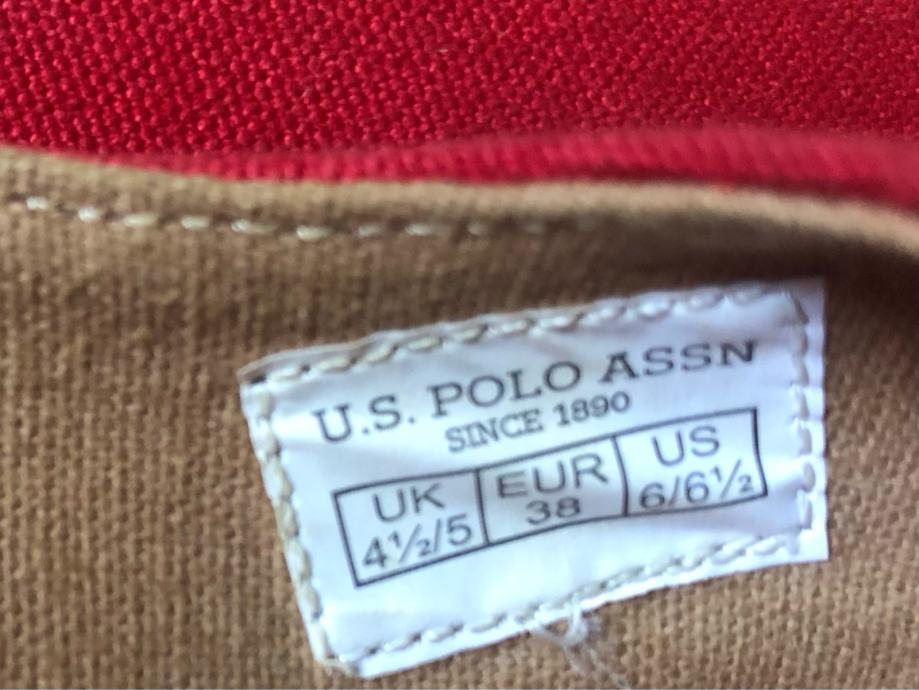 U.S. POLO ASSN
SINCE 1890
UK EUR US
4½/5 38 6/6½